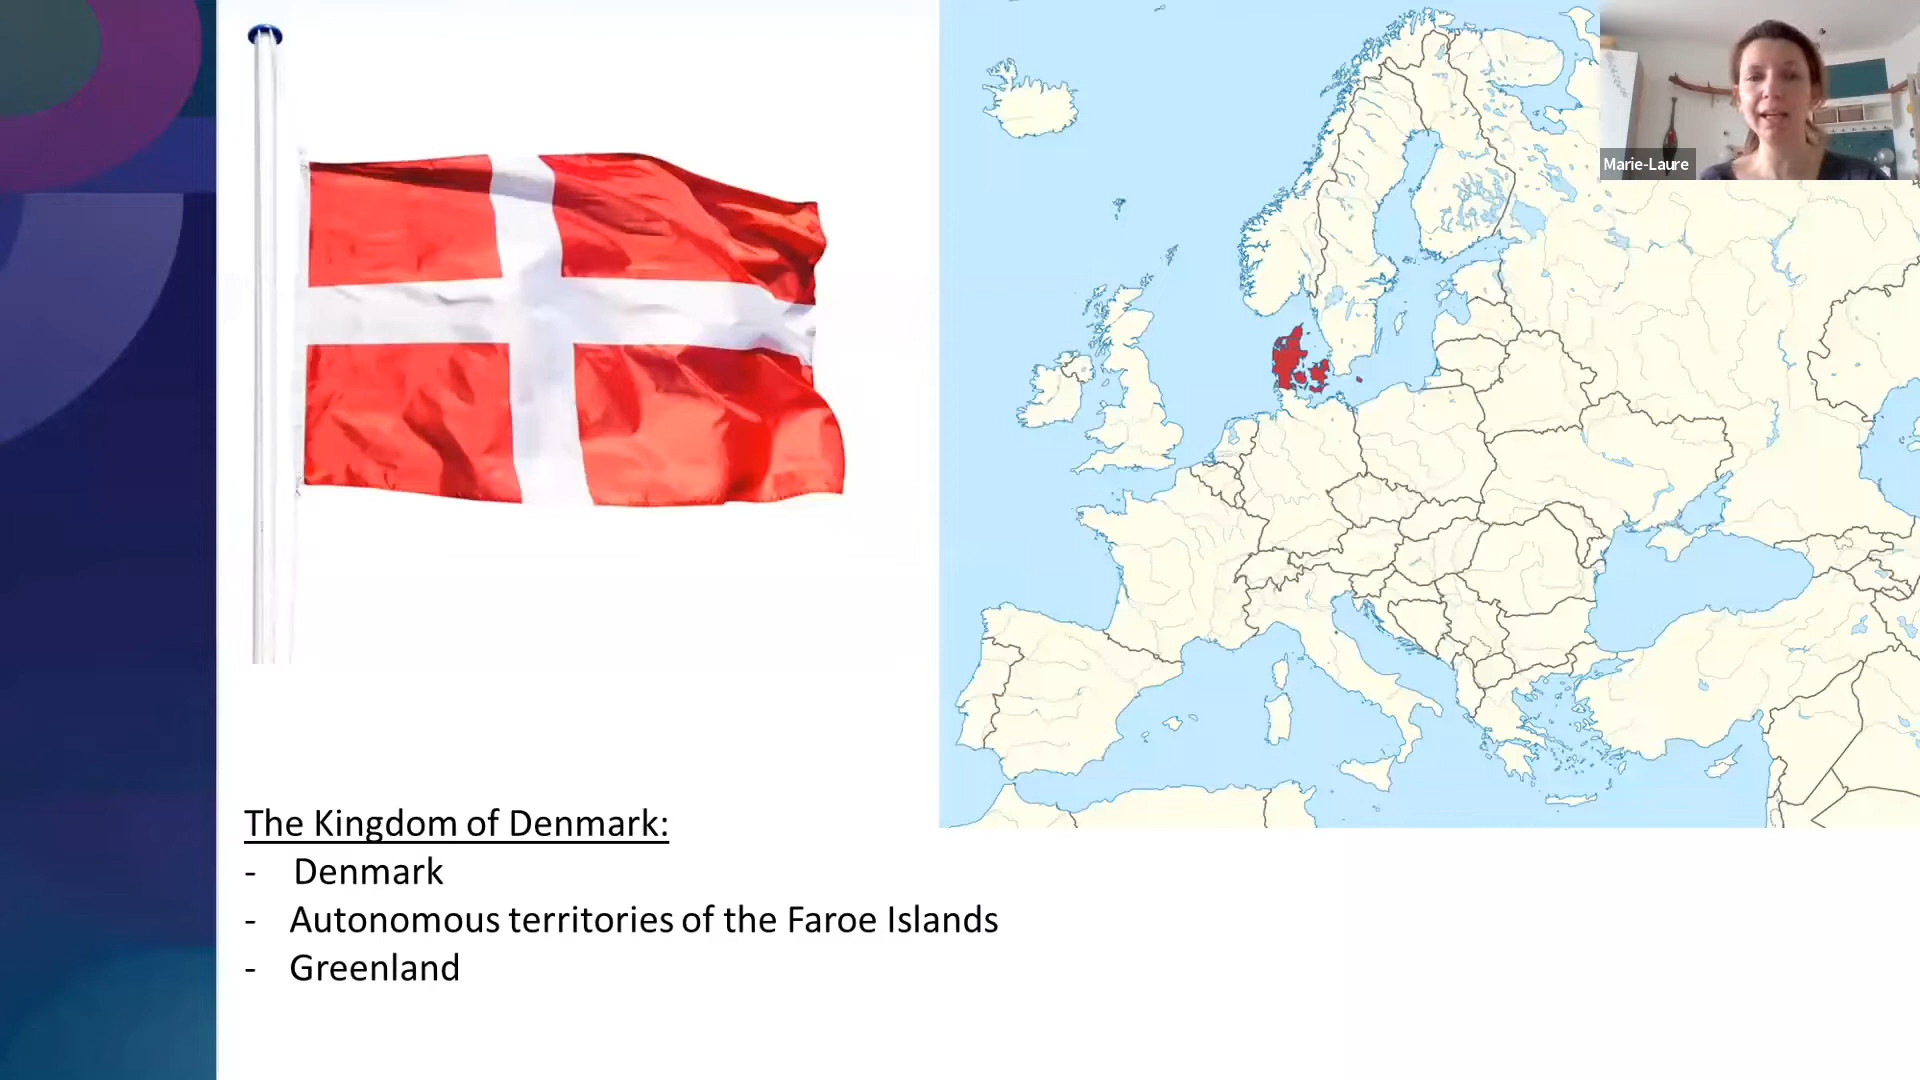 Marie-Laure
The Kingdom of Denmark:
- Denmark
- Autonomous territories of the Faroe Islands
- Greenland